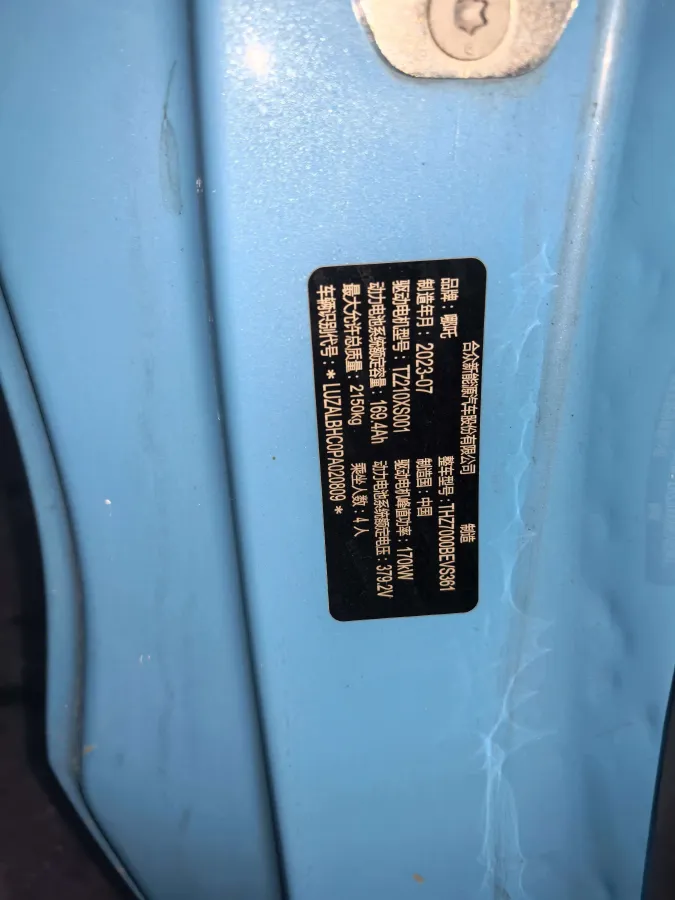 合众新能源汽车股份有限公司 制造
品牌：哪吒 整车型号：THZ7000BEVS361
制造年月：2023-07 制造国：中国
驱动电机型号：TZ210XS001 驱动电机峰值功率：170kW
动力电池系统额定容量：169.4Ah 动力电池系统额定电压：379.2V
最大允许总质量：2150kg 乘坐人数：4人
车辆识别代号：＊LUZALBHC0PA020809＊